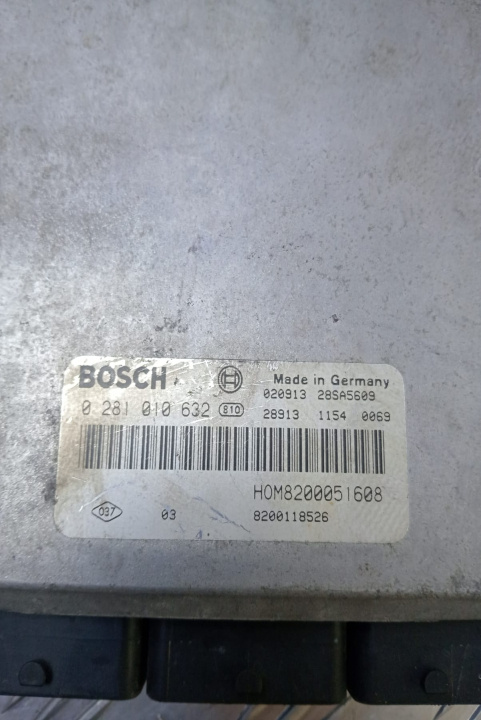 BOSCH Made in Germany
020913 28SA5609
0 281 010 632 810 28913 1154 0069
HOM8200051608
037 03 8200118526